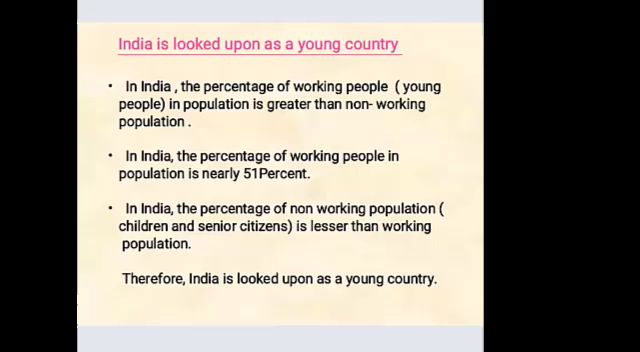 India is looked upon as a young country
• In India , the percentage of working people ( young
people) in population is greater than non- working
population .
• In India, the percentage of working people in
population is nearly 51Percent.
• In India, the percentage of non working population (
children and senior citizens) is lesser than working
population.
Therefore, India is looked upon as a young country.